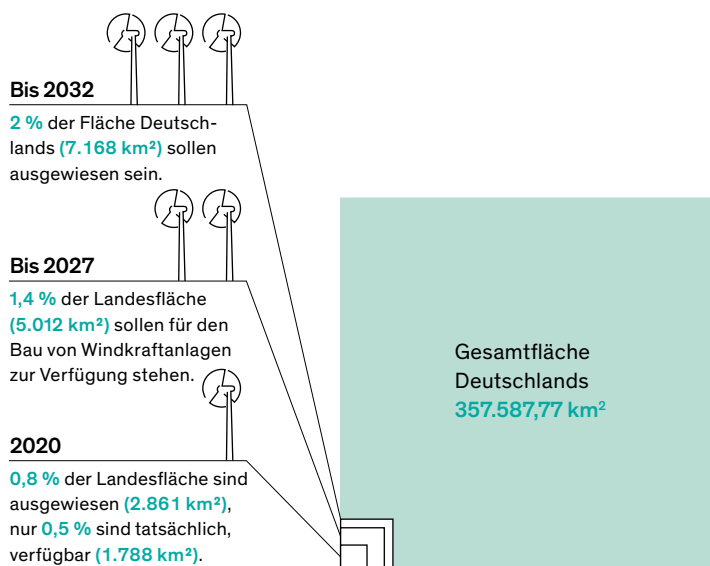 Bis 2032
2 % der Fläche Deutsch-
lands (7.168 km²) sollen
ausgewiesen sein.
Bis 2027
1,4 % der Landesfläche
(5.012 km²) sollen für den
Bau von Windkraftanlagen
zur Verfügung stehen.
2020
0,8 % der Landesfläche sind
ausgewiesen (2.861 km²),
nur 0,5 % sind tatsächlich,
verfügbar (1.788 km²).
Gesamtfläche
Deutschlands
357.587,77 km²